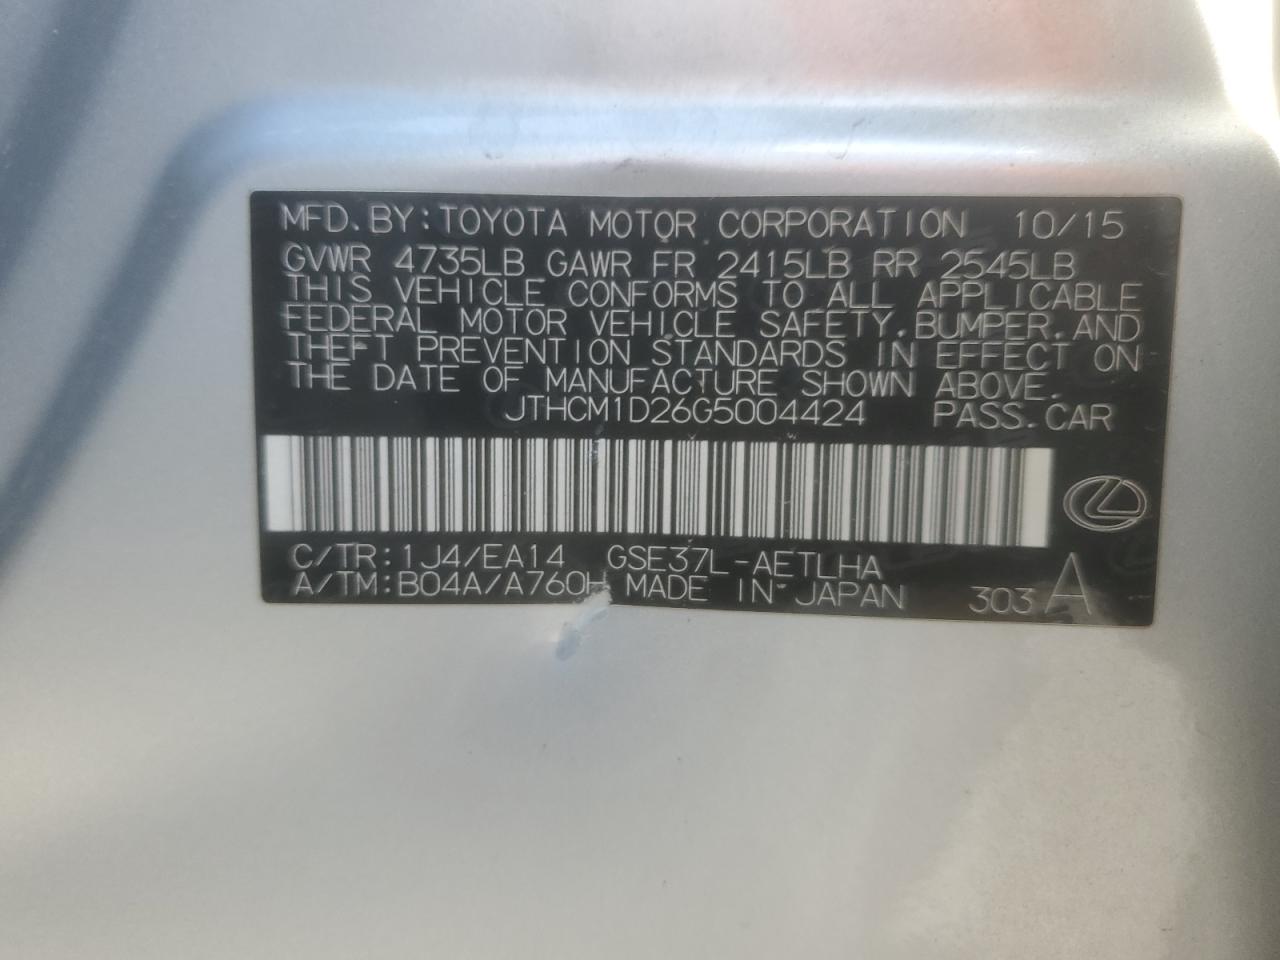 MFD. BY: TOYOTA MOTOR CORPORATION 10/15
GVWR 4735LB GAWR FR 2415LB RR 2545LB
THIS VEHICLE CONFORMS TO ALL APPLICABLE
FEDERAL MOTOR VEHICLE SAFETY, BUMPER, AND
THEFT PREVENTION STANDARDS IN EFFECT ON
THE DATE OF MANUFACTURE SHOWN ABOVE.
JTHCM1D26G5004424 PASS. CAR
C/TR: 1J4/EA14 GSE37L-AETLHA
A/TM: B04A/A760H MADE IN JAPAN 303 A